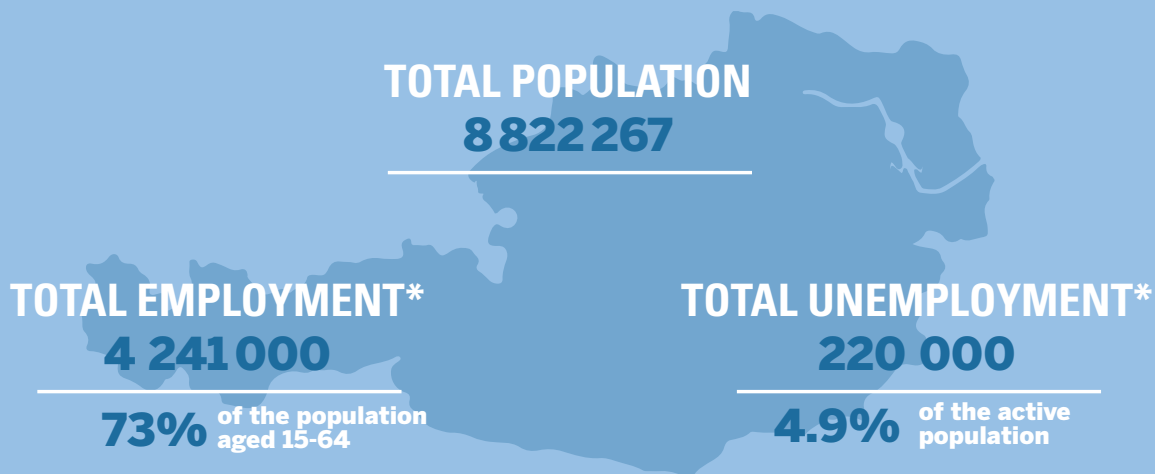 TOTAL POPULATION
8 822 267
TOTAL EMPLOYMENT*
4 241 000
73% of the population
aged 15-64
TOTAL UNEMPLOYMENT*
220 000
4.9% of the active
population